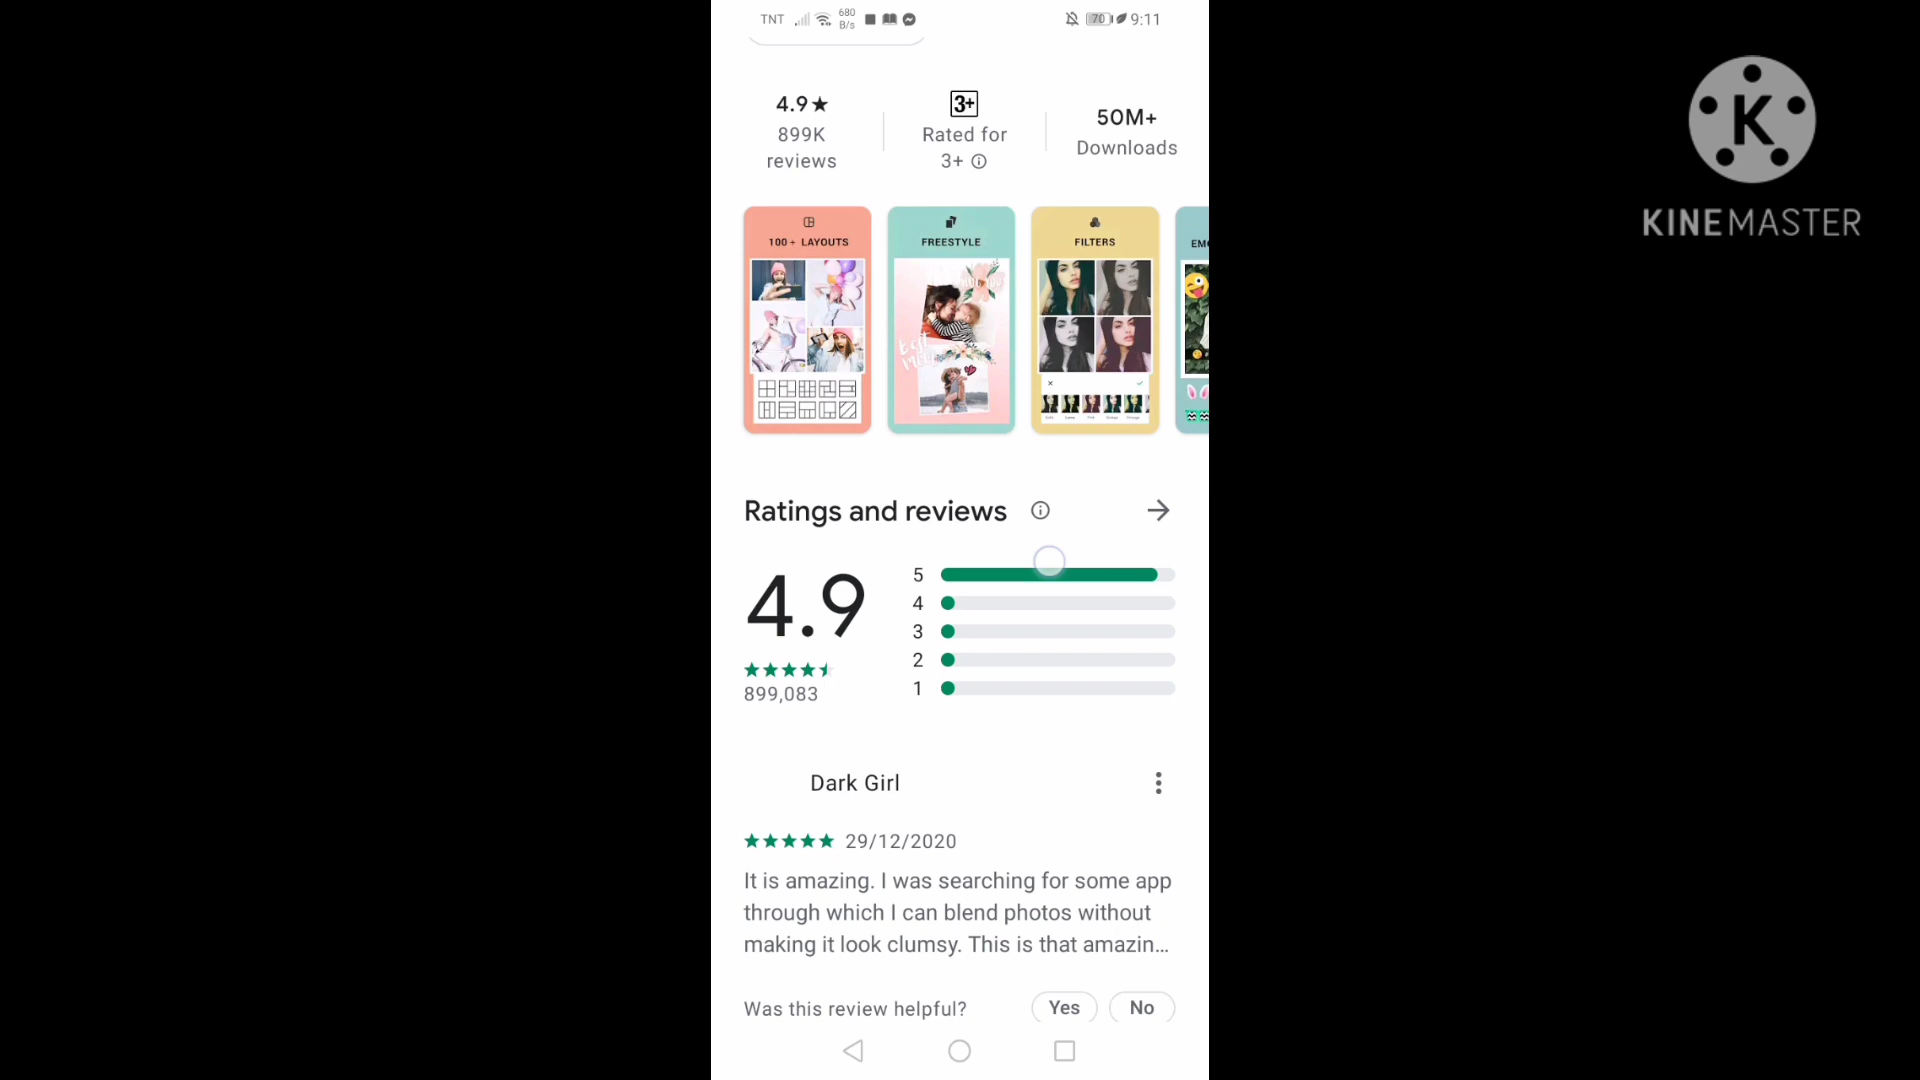 TNT 680 B/s 70 9:11
4.9★
899K
reviews
3+
Rated for
3+
50M+
Downloads
100+ LAYOUTS
FREESTYLE
FILTERS
EMO
Ratings and reviews
4.9
899,083
5
4
3
2
1
Dark Girl
29/12/2020
It is amazing. I was searching for some app
through which I can blend photos without
making it look clumsy. This is that amazin...
Was this review helpful? Yes No
K
KINEMASTER